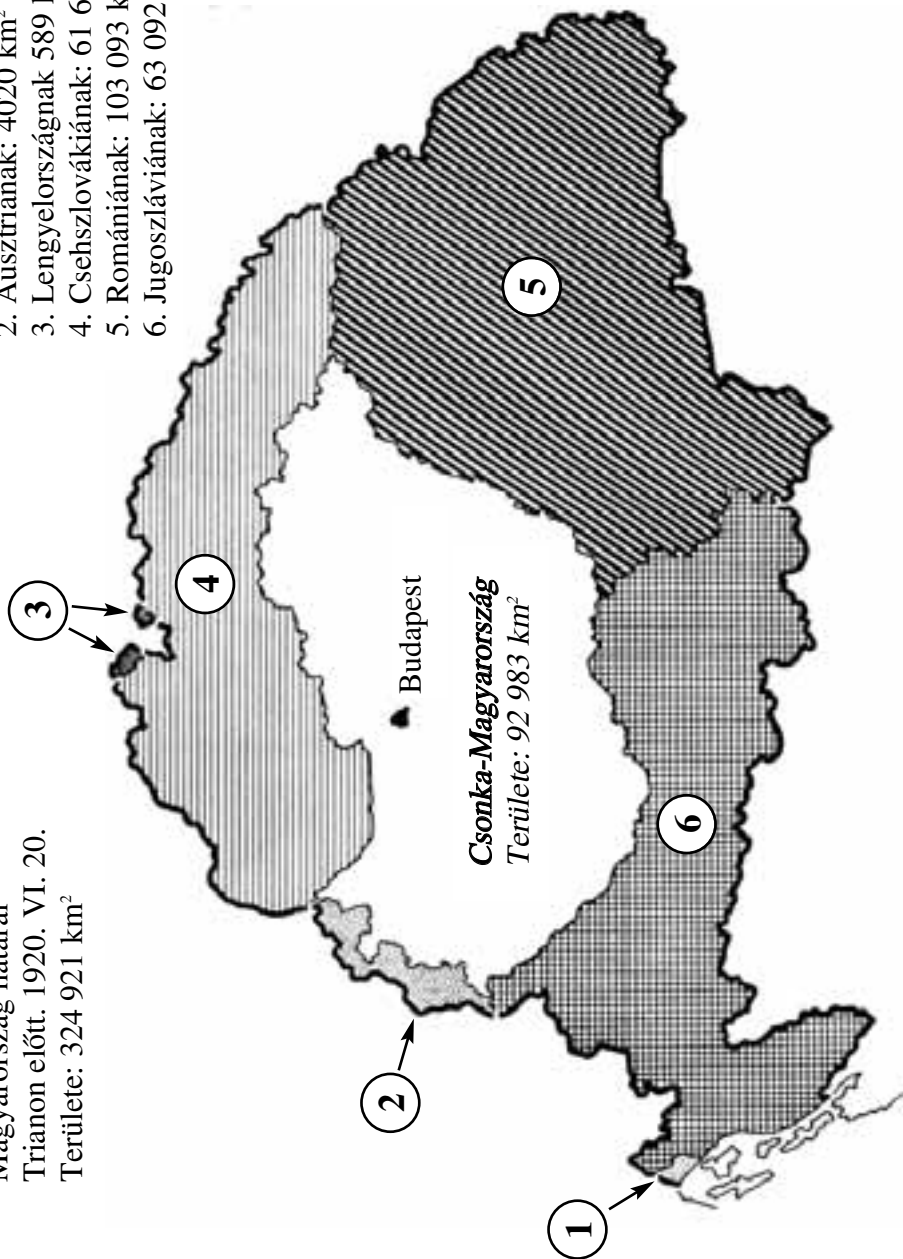 Magyarország határai
Trianon előtt. 1920. VI. 20.
Területe: 324 921 km²
2. Ausztriának: 4020 km²
3. Lengyelországnak 589
4. Csehszlovákiának: 61 6
5. Romániának: 103 093 k
6. Jugoszláviának: 63 092
1
2
3
4
5
6
Budapest
Csonka-Magyarország
Területe: 92 983 km²